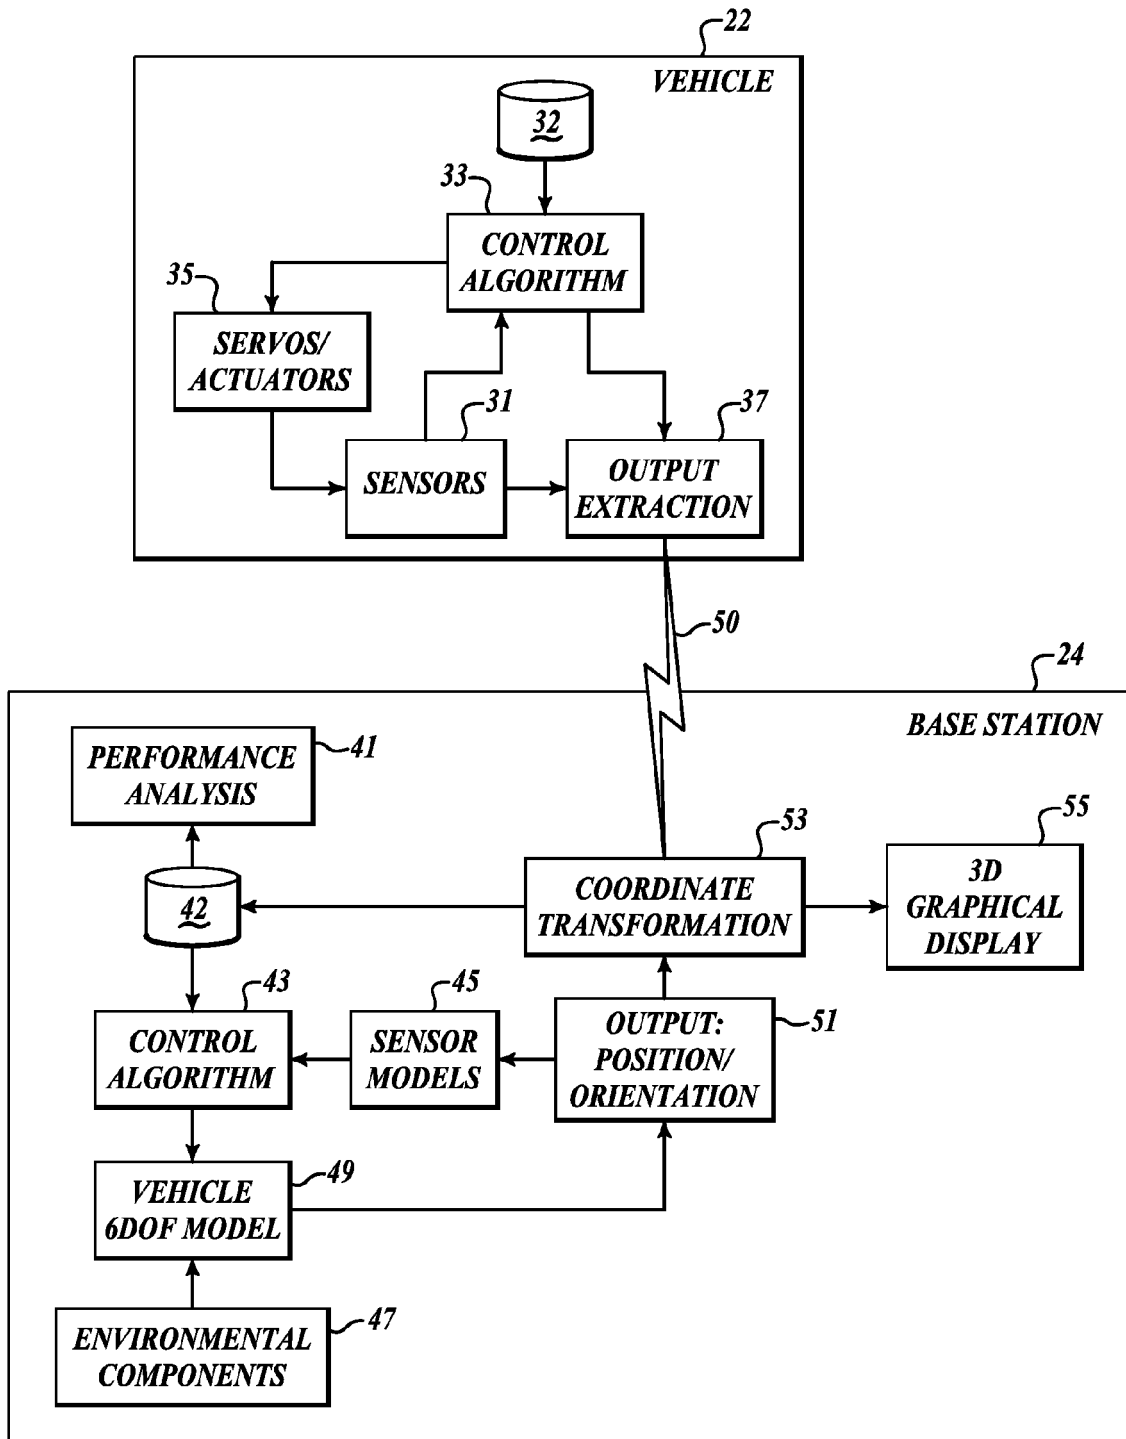 22
VEHICLE
32
33
CONTROL
ALGORITHM
35
SERVOS/
ACTUATORS
31
SENSORS
37
OUTPUT
EXTRACTION
50
24
BASE STATION
PERFORMANCE
ANALYSIS
41
42
53
COORDINATE
TRANSFORMATION
55
3D
GRAPHICAL
DISPLAY
43
CONTROL
ALGORITHM
45
SENSOR
MODELS
51
OUTPUT:
POSITION/
ORIENTATION
49
VEHICLE
6DOF MODEL
47
ENVIRONMENTAL
COMPONENTS